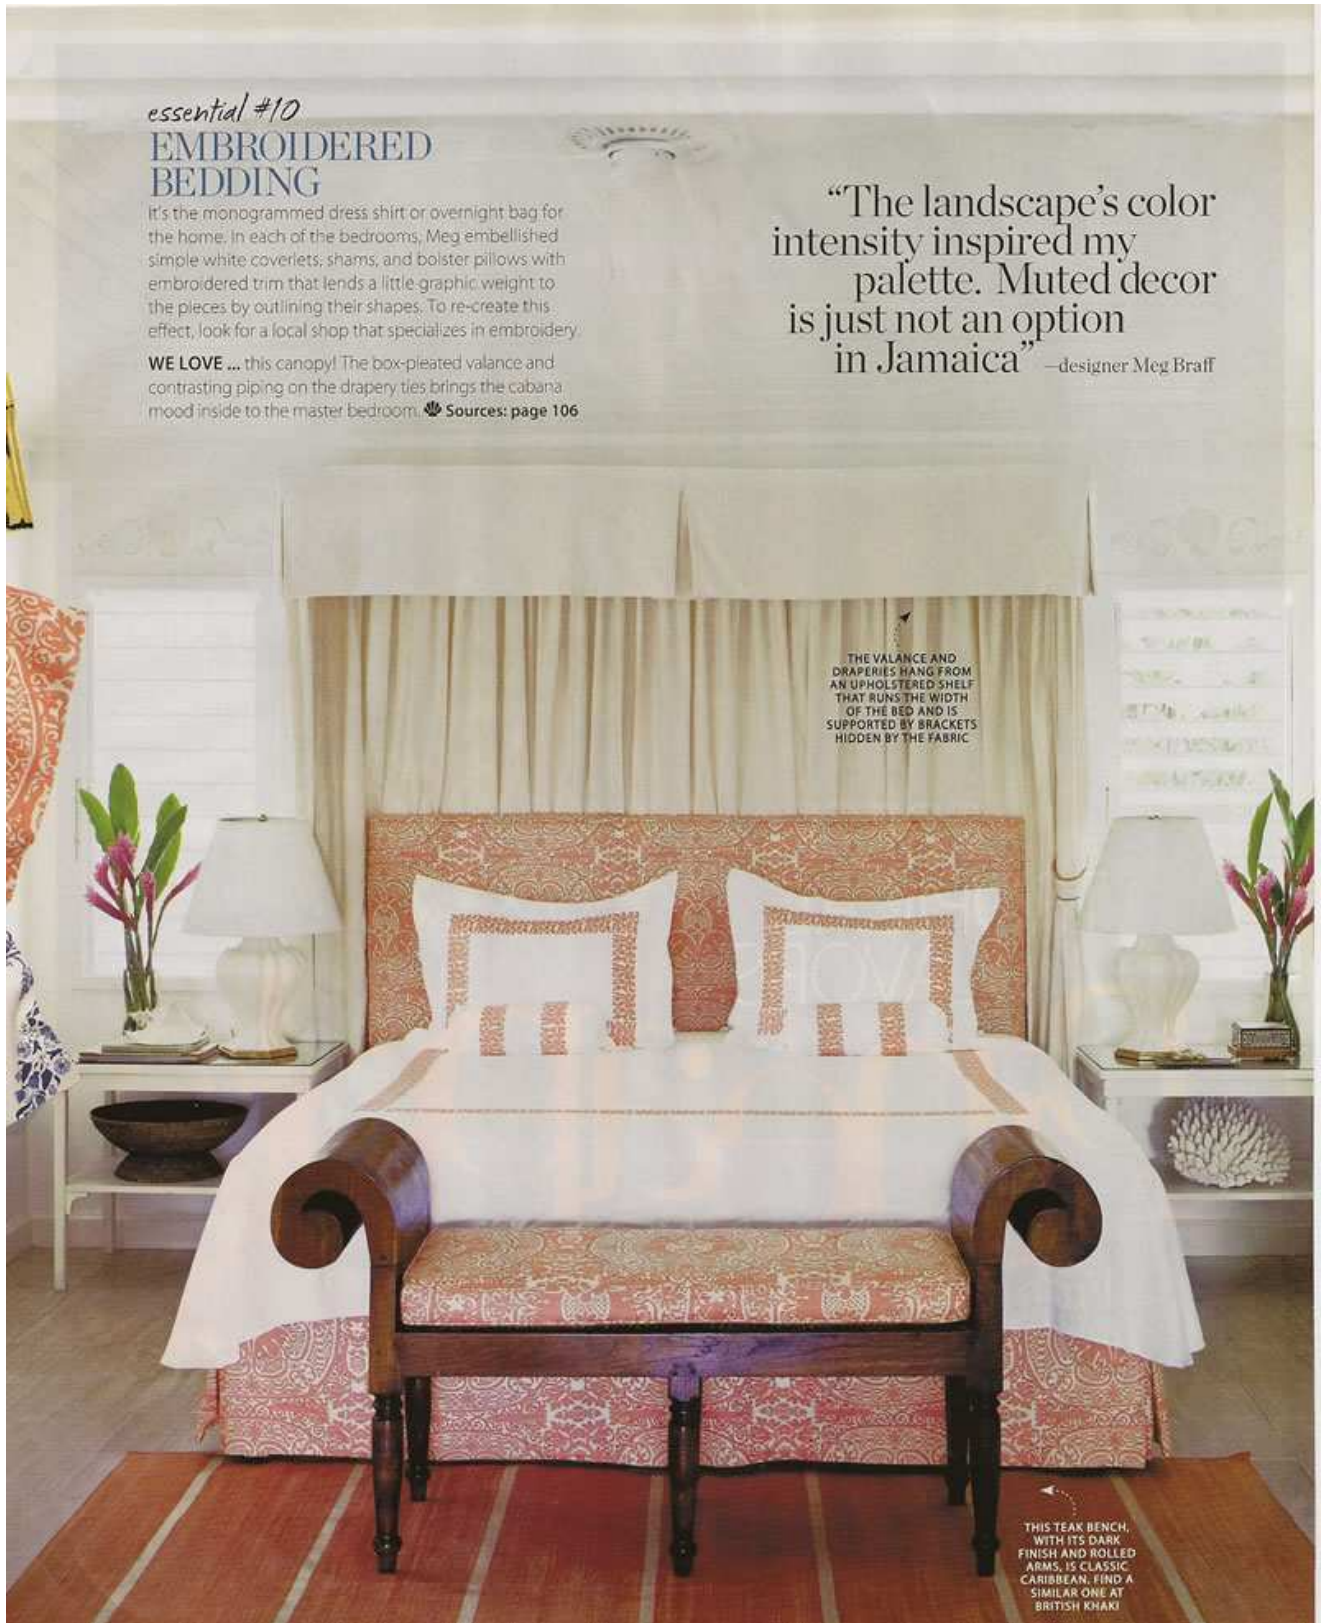 essential #10
EMBROIDERED
BEDDING
It's the monogrammed dress shirt or overnight bag for
the home. In each of the bedrooms, Meg embellished
simple white coverlets, shams, and bolster pillows with
embroidered trim that lends a little graphic weight to
the pieces by outlining their shapes. To re-create this
effect, look for a local shop that specializes in embroidery.
WE LOVE ... this canopy! The box-pleated valance and
contrasting piping on the drapery ties brings the cabana
mood inside to the master bedroom. Sources: page 106
“The landscape’s color
intensity inspired my
palette. Muted decor
is just not an option
in Jamaica” —designer Meg Braff
THE VALANCE AND
DRAPERIES HANG FROM
AN UPHOLSTERED SHELF
THAT RUNS THE WIDTH
OF THE BED AND IS
SUPPORTED BY BRACKETS
HIDDEN BY THE FABRIC
THIS TEAK BENCH,
WITH ITS DARK
FINISH AND ROLLED
ARMS, IS CLASSIC
CARIBBEAN. FIND A
SIMILAR ONE AT
BRITISH KHAKI